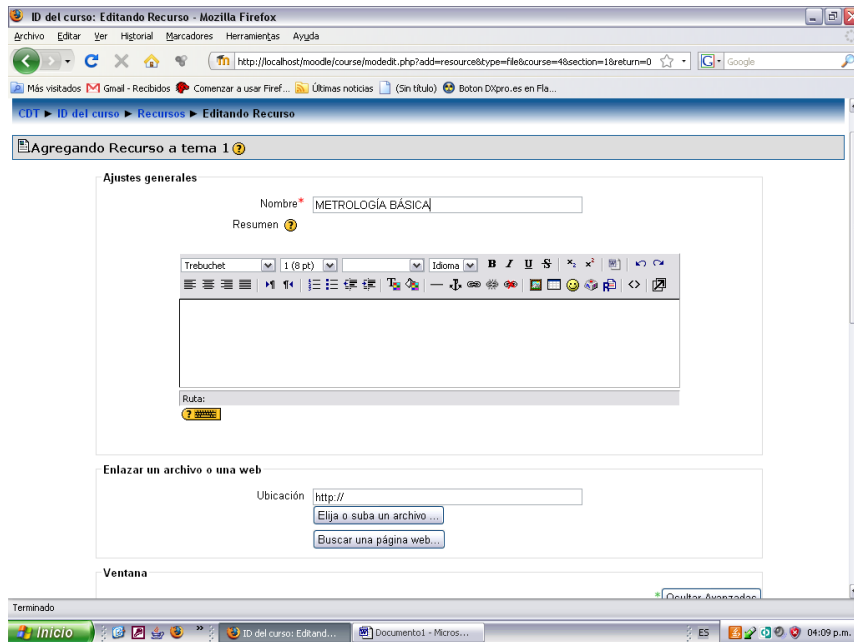 ID del curso: Editando Recurso - Mozilla Firefox
Archivo Editar Ver Historial Marcadores Herramientas Ayuda
http://localhost/moodle/course/modedit.php?add=resource&type=file&course=4&section=1&return=0 G Google
Más visitados Gmail - Recibidos Comenzar a usar Firef... Últimas noticias (Sin título) Boton DXpro.es en Fla...
CDT ► ID del curso ► Recursos ► Editando Recurso
Agregando Recurso a tema 1 ?
Ajustes generales
Nombre* METROLOGÍA BÁSICA
Resumen ?
Trebuchet 1 (8 pt) Idioma B I U S x₂ x²
Ruta:
?
Enlazar un archivo o una web
Ubicación http://
Elija o suba un archivo ...
Buscar una página web...
Ventana
* Ocultar Avanzadas
Terminado
Inicio » ID del curso: Editand... Documento1 - Micros... ES 04:09 p.m.